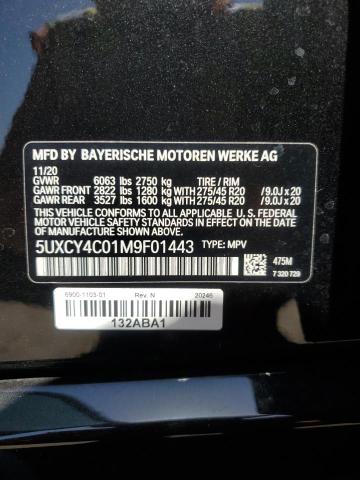 MFD BY BAYERISCHE MOTOREN WERKE AG
11/20
GVWR 6063 lbs 2750 kg TIRE / RIM
GAWR FRONT 2822 lbs 1280 kg WITH 275/45 R20 /9.0J x 20
GAWR REAR 3527 lbs 1600 kg WITH 275/45 R20 /9.0J x 20
THIS VEHICLE CONFORMS TO ALL APPLICABLE FEDERAL MOTOR VEHICLE
SAFETY STANDARDS IN EFFECT ON THE DATE OF MANUFACTURE SHOWN ABOVE.
5UXCY4C01M9F01443 TYPE: MPV
475M
7 320 729
6900-1103-01 Rev. N 20246
132ABA1